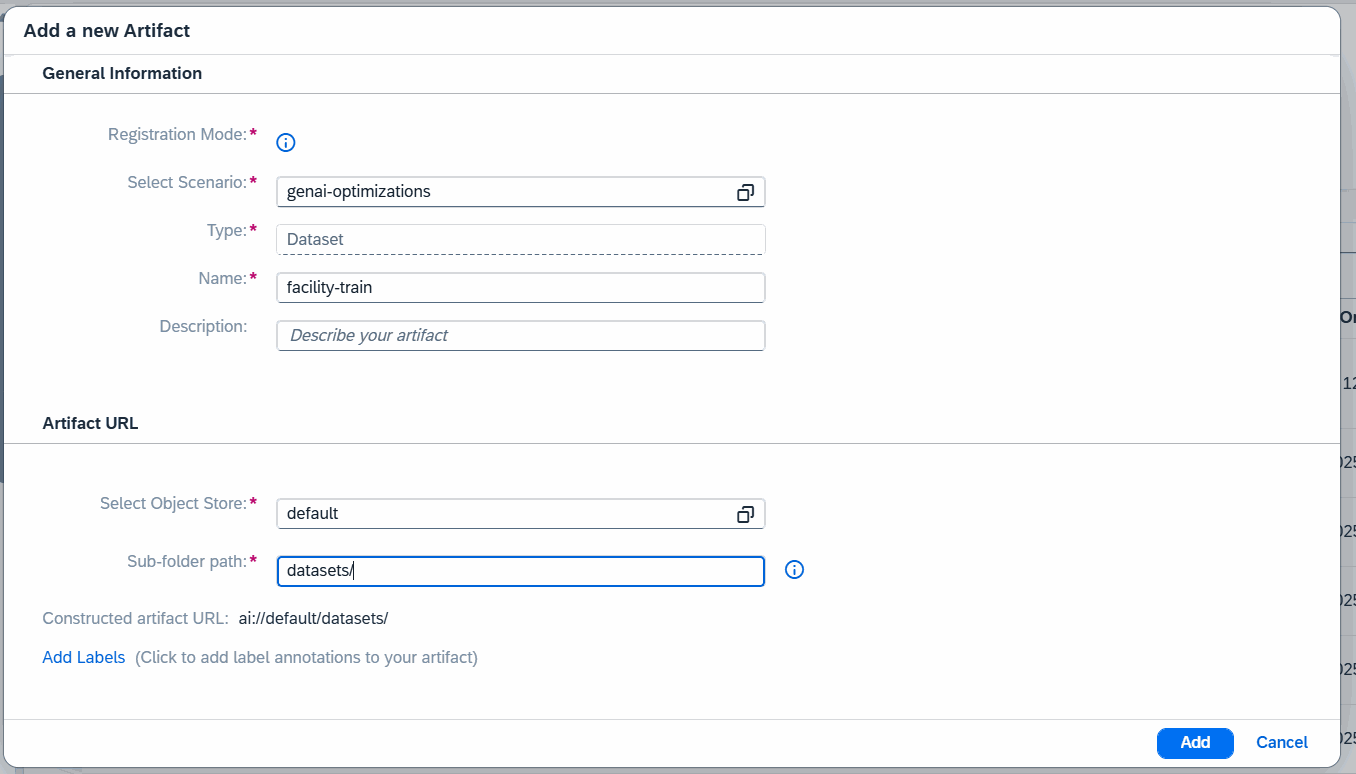 Add a new Artifact
General Information
Registration Mode:*
Select Scenario:* genai-optimizations
Type:* Dataset
Name:* facility-train
Description: Describe your artifact
Artifact URL
Select Object Store:* default
Sub-folder path:* datasets/
Constructed artifact URL: ai://default/datasets/
Add Labels (Click to add label annotations to your artifact)
Add Cancel